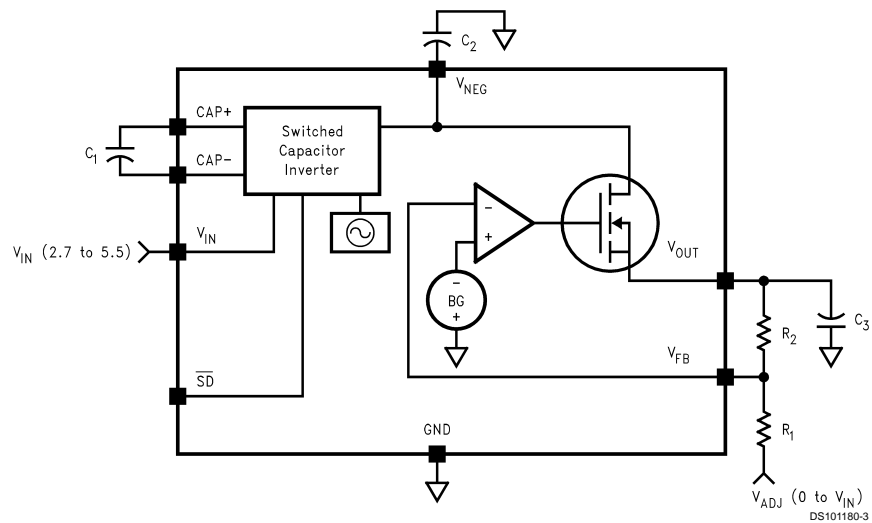 C2
VNEG
CAP+
Switched
Capacitor
Inverter
C1
CAP-
VIN
VIN (2.7 to 5.5)
-
+
VOUT
-
BG
+
R2
C3
VFB
SD
R1
GND
VADJ (0 to VIN)
DS101180-3